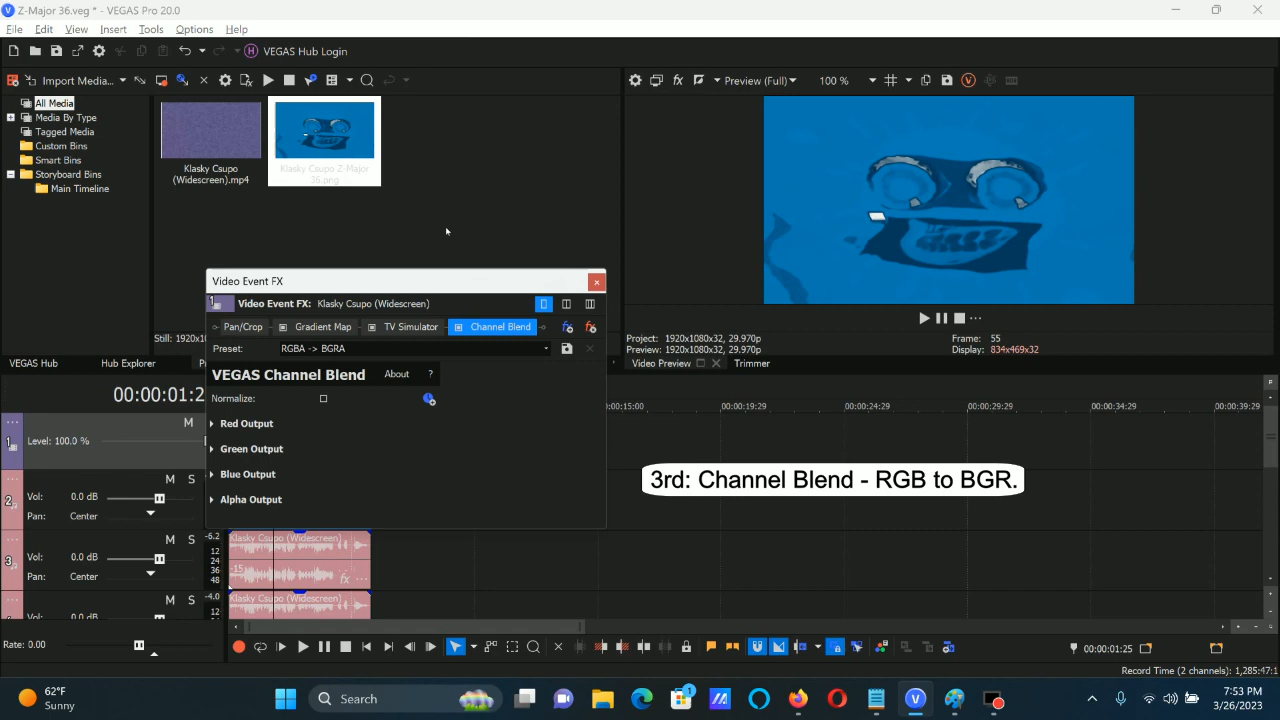 Z-Major 36.veg * - VEGAS Pro 20.0
File Edit View Insert Tools Options Help
VEGAS Hub Login
Import Media...
Preview (Full)
100 %
All Media
Media By Type
Tagged Media
Custom Bins
Smart Bins
Storyboard Bins
Main Timeline
Klasky Csupo
(Widescreen).mp4
Klasky Csupo Z-Major
36.png
Video Event FX
Video Event FX: Klasky Csupo (Widescreen)
Pan/Crop Gradient Map TV Simulator Channel Blend
Preset: RGBA -> BGRA
VEGAS Channel Blend About ?
Normalize:
Red Output
Green Output
Blue Output
Alpha Output
Still: 1920x10
Project: 1920x1080x32, 29.970p
Preview: 1920x1080x32, 29.970p
Frame: 55
Display: 834x469x32
VEGAS Hub Hub Explorer
Video Preview Trimmer
00:00:01:2
:00:15:00 00:00:19:29 00:00:24:29 00:00:29:29 00:00:34:29 00:00:39:29
1
M
Level: 100.0 %
2
M S
Vol: 0.0 dB
Pan: Center
3
M S
Vol: 0.0 dB
Pan: Center
-6.2
12
24
36
48
Klasky Csupo (Widescreen)
-15
fx
M S
-4.0
12
Klasky Csupo (Widescreen)
3rd: Channel Blend - RGB to BGR.
Rate: 0.00
00:00:01:25
Record Time (2 channels): 1,285:47:1
62°F
Sunny
Search
1
7:53 PM
3/26/2023